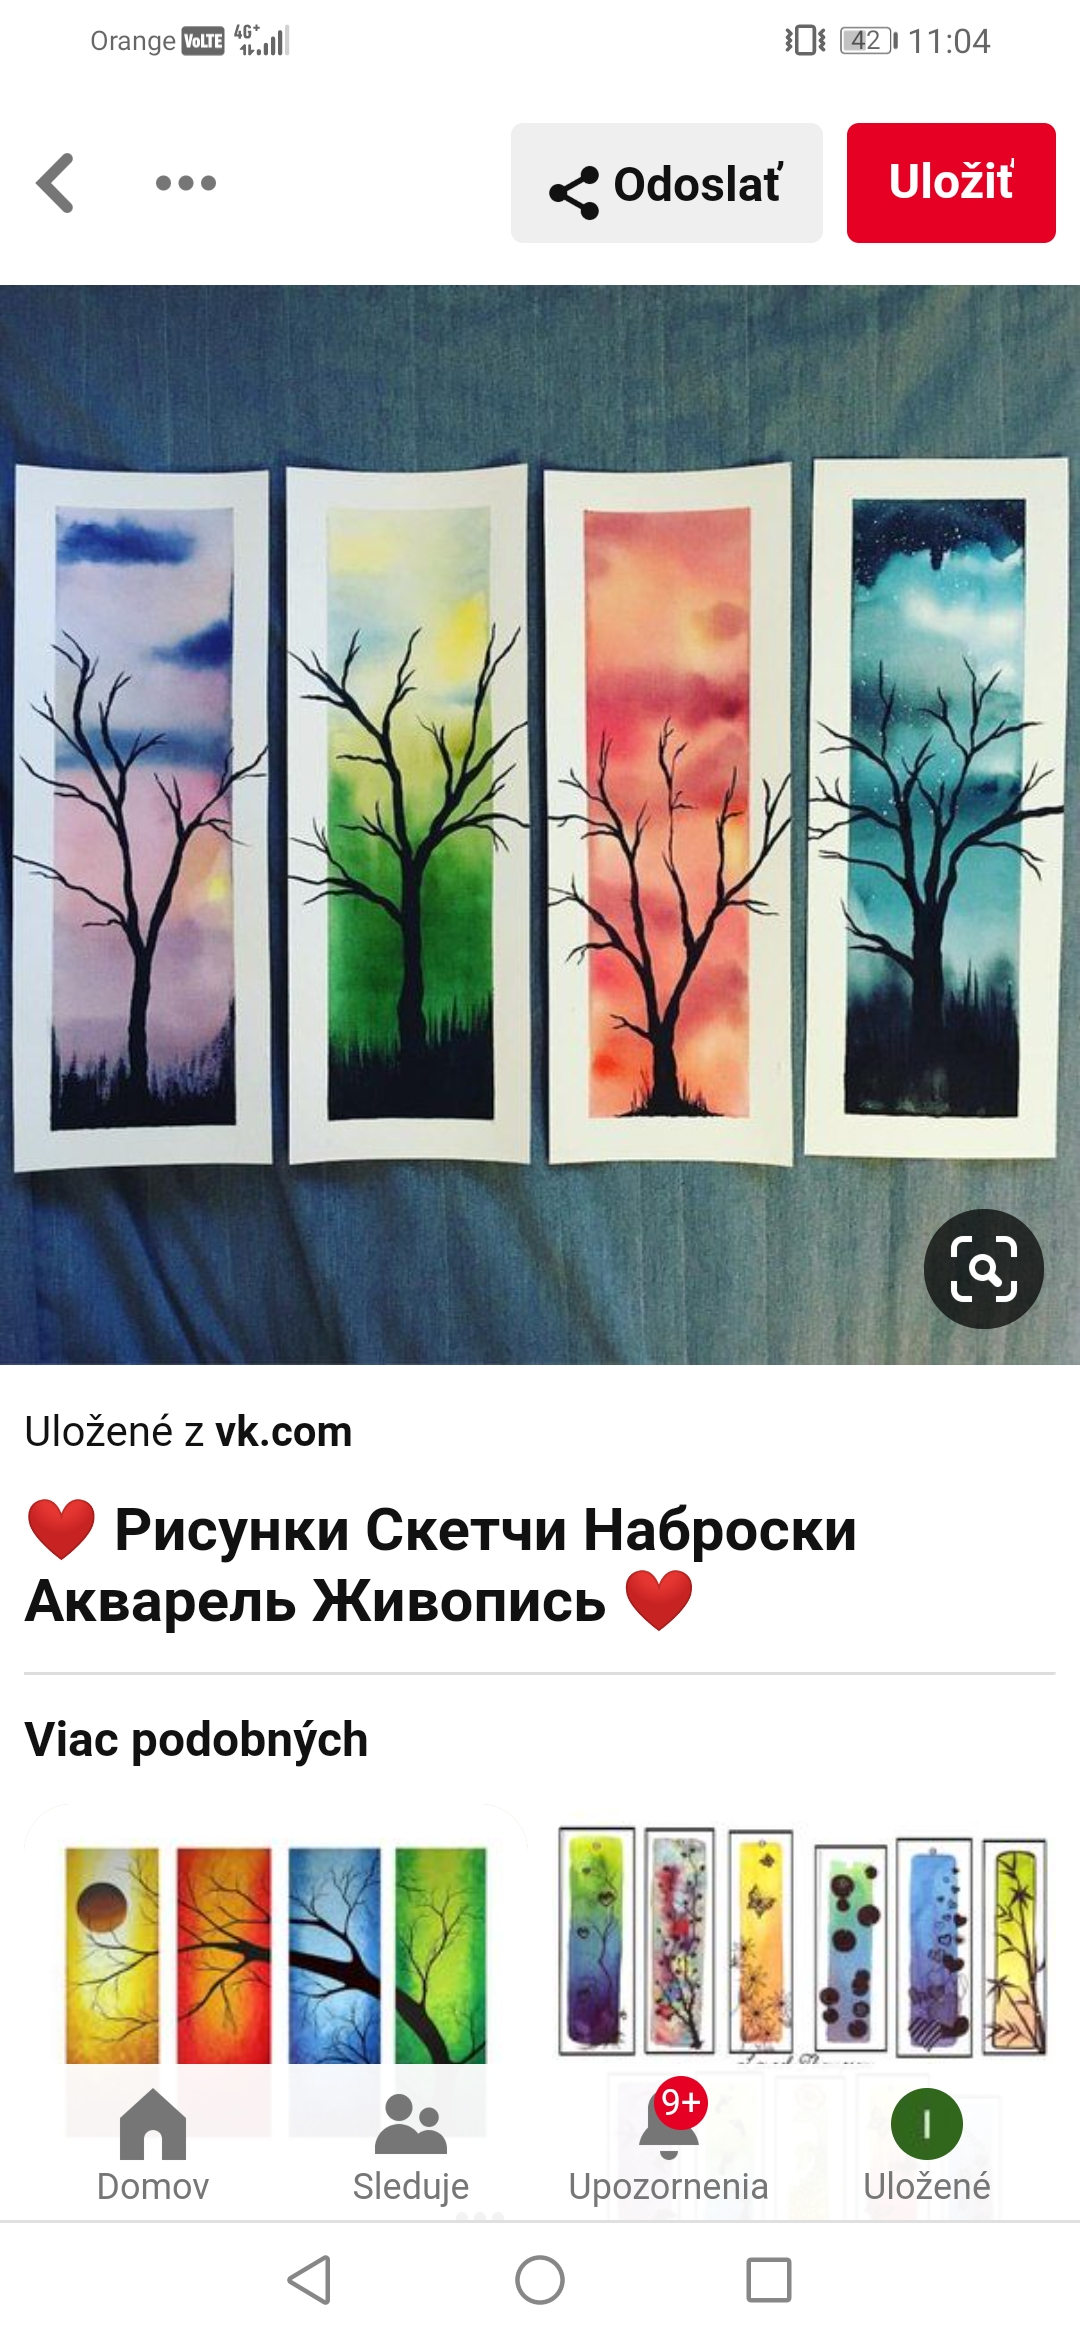 Orange VoLTE 4G+ 42 11:04
Odoslať Uložiť
Uložené z vk.com
❤️ Рисунки Скетчи Наброски
Акварель Живопись ❤️
Viac podobných
9+ I
Domov Sleduje Upozornenia Uložené